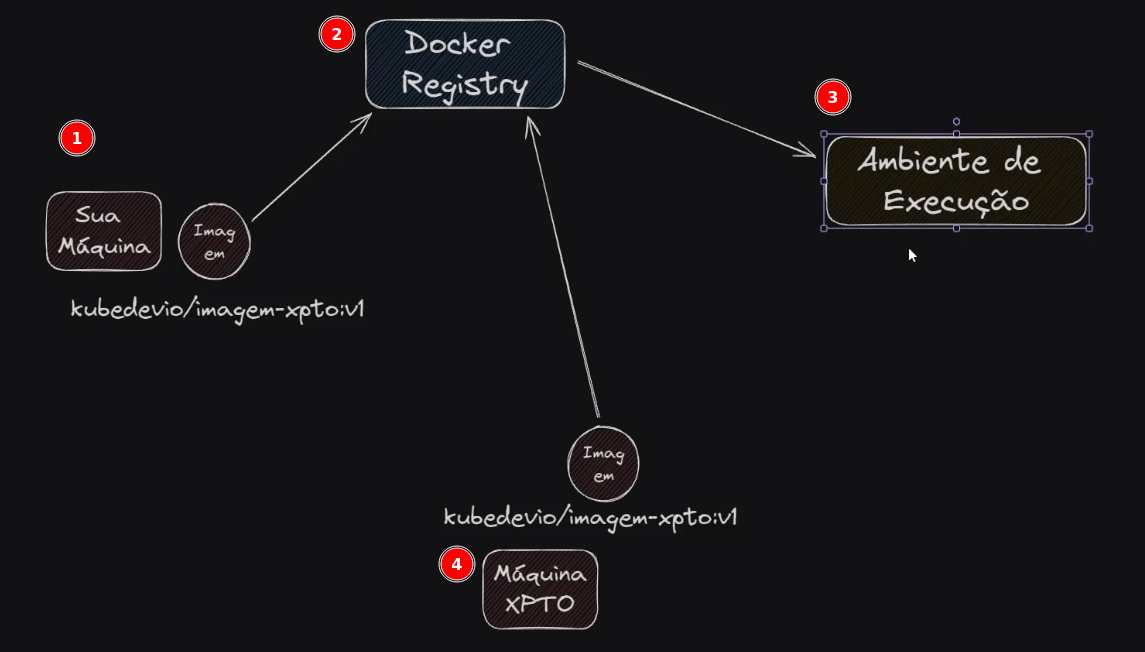 2
Docker
Registry
3
Ambiente de
Execução
1
Sua
Máquina
Imag
em
kubedevio/imagem-xpto:v1
Imag
em
kubedevio/imagem-xpto:v1
4
Máquina
XPTO